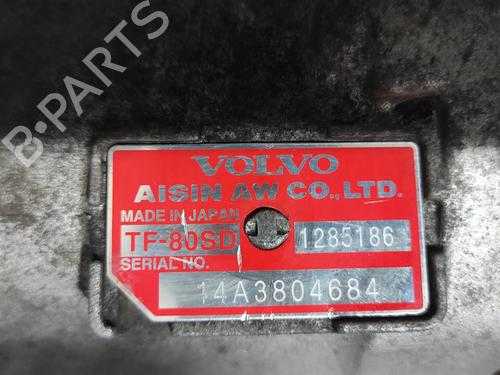 B-PARTS
VOLVO
AISIN AW CO.,LTD.
MADE IN JAPAN
TF-80SD 1285186
SERIAL NO.
14A3804684